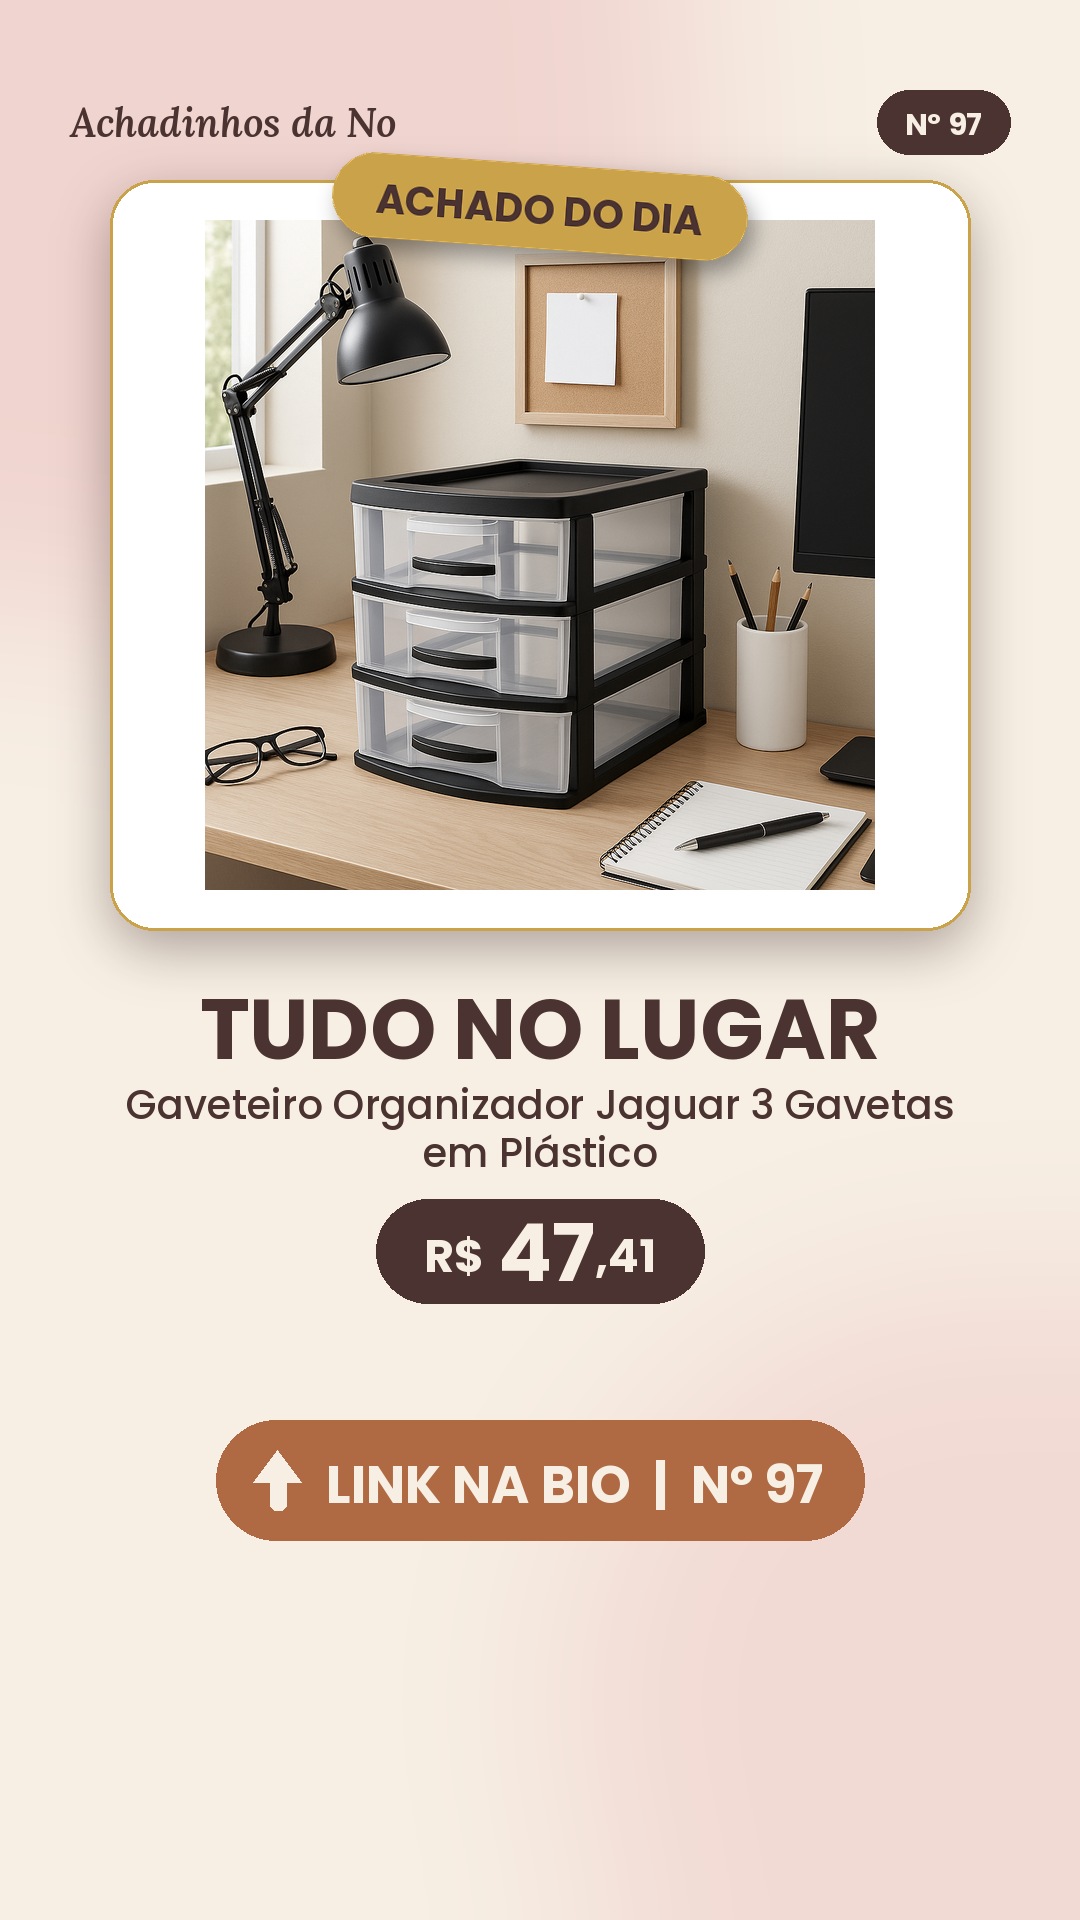 Achadinhos da No
Nº 97
ACHADO DO DIA
TUDO NO LUGAR
Gaveteiro Organizador Jaguar 3 Gavetas
em Plástico
R$ 47,41
LINK NA BIO | Nº 97